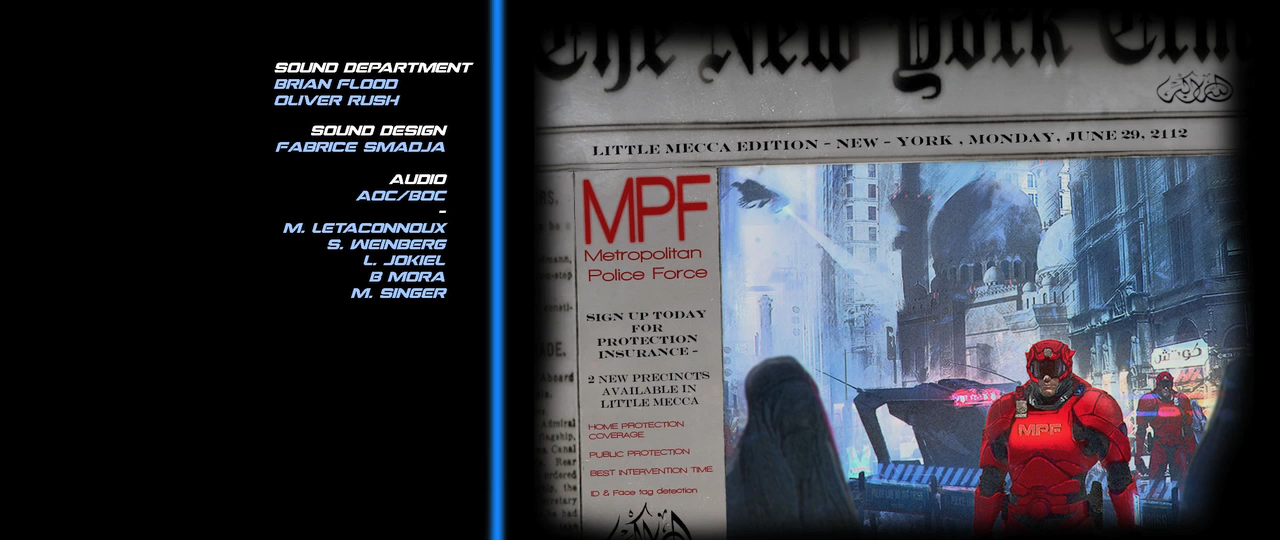 SOUND DEPARTMENT
BRIAN FLOOD
OLIVER RUSH
SOUND DESIGN
FABRICE SMADJA
AUDIO
AOC/BOC
-
M. LETACONNOUX
S. WEINBERG
L. JOKIEL
B MORA
M. SINGER
The New York
LITTLE MECCA EDITION - NEW - YORK , MONDAY, JUNE 29, 2112
MPF
Metropolitan
Police Force
SIGN UP TODAY
FOR
PROTECTION
INSURANCE -
2 NEW PRECINCTS
AVAILABLE IN
LITTLE MECCA
HOME PROTECTION
COVERAGE
PUBLIC PROTECTION
BEST INTERVENTION TIME
ID & Face tag detection
MPF